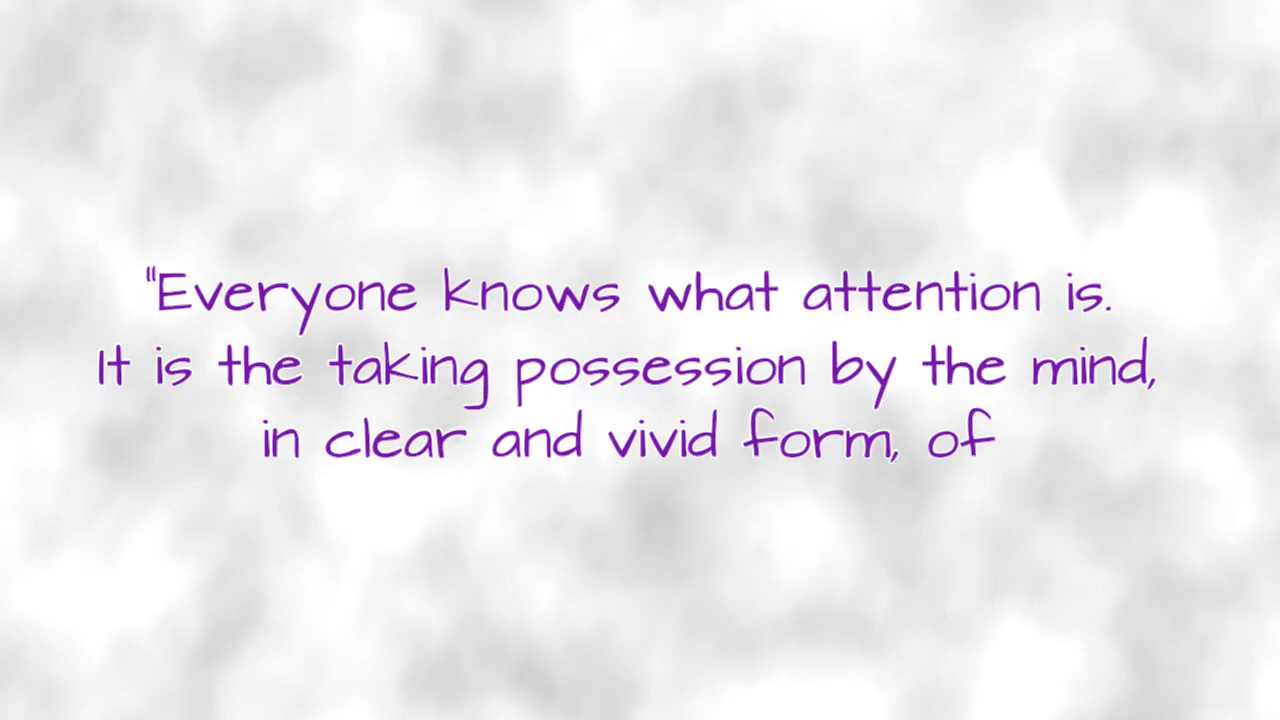 "Everyone knows what attention is.
It is the taking possession by the mind,
in clear and vivid form, of